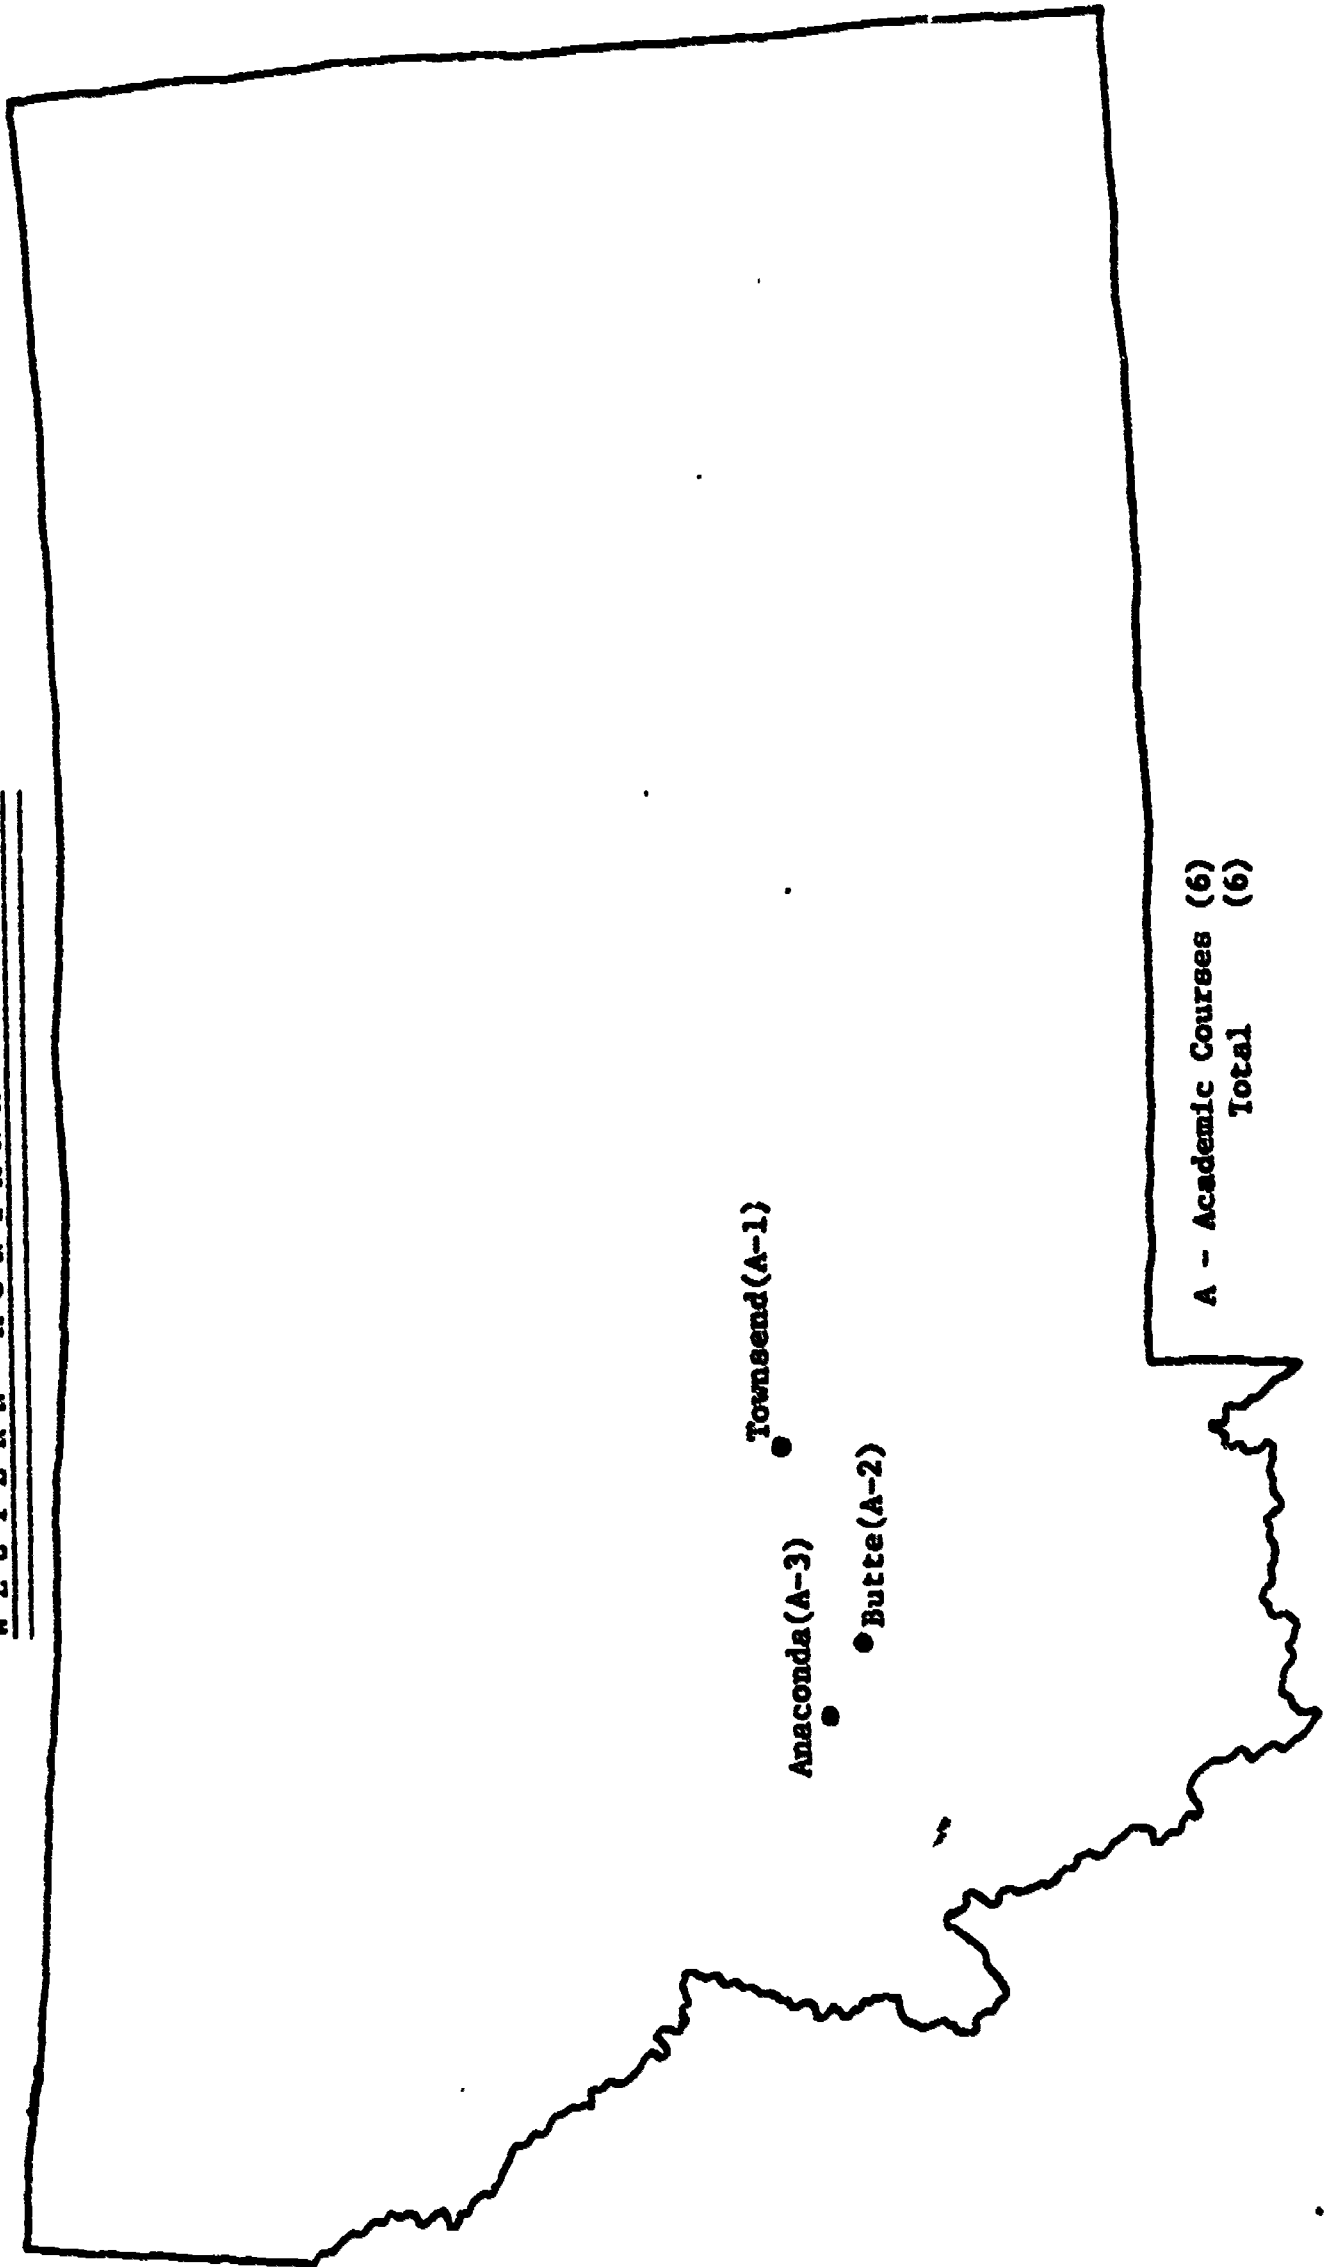 Townsend(A-1)
Anaconda(A-3)
Butte(A-2)
A - Academic Courses (6)
Total (6)